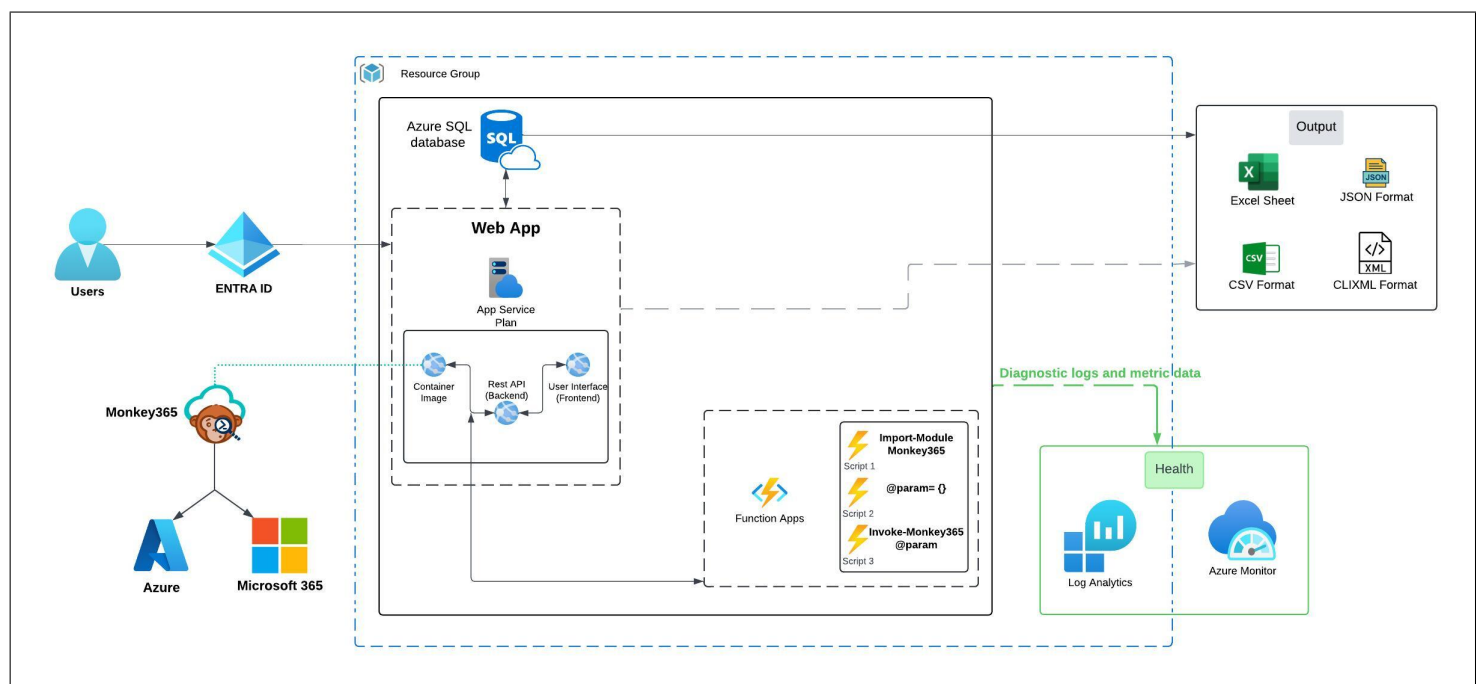 Resource Group
Azure SQL
database
SQL
Output
Excel Sheet
JSON
JSON Format
CSV
CSV Format
XML
CLIXML Format
Users
ENTRA ID
Web App
App Service
Plan
Container
Image
Rest API
(Backend)
User Interface
(Frontend)
Monkey365
Azure
Microsoft 365
Function Apps
Import-Module
Monkey365
Script 1
@param= {}
Script 2
Invoke-Monkey365
@param
Script 3
Diagnostic logs and metric data
Health
Log Analytics
Azure Monitor